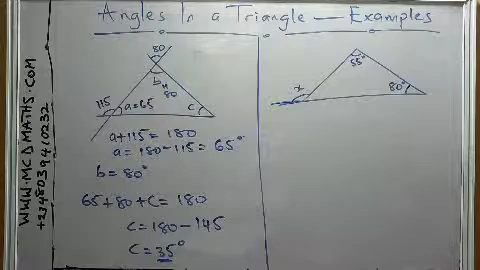 Angles In a Triangle — Examples
80
b
"
80
115
a=65
c
a+115 = 180
a = 180-115 = 65°
b = 80°
65+80+c = 180
c = 180-145
c = 35°
x
55°
80°
WWW.MCDMATHS.COM
+2348039410232